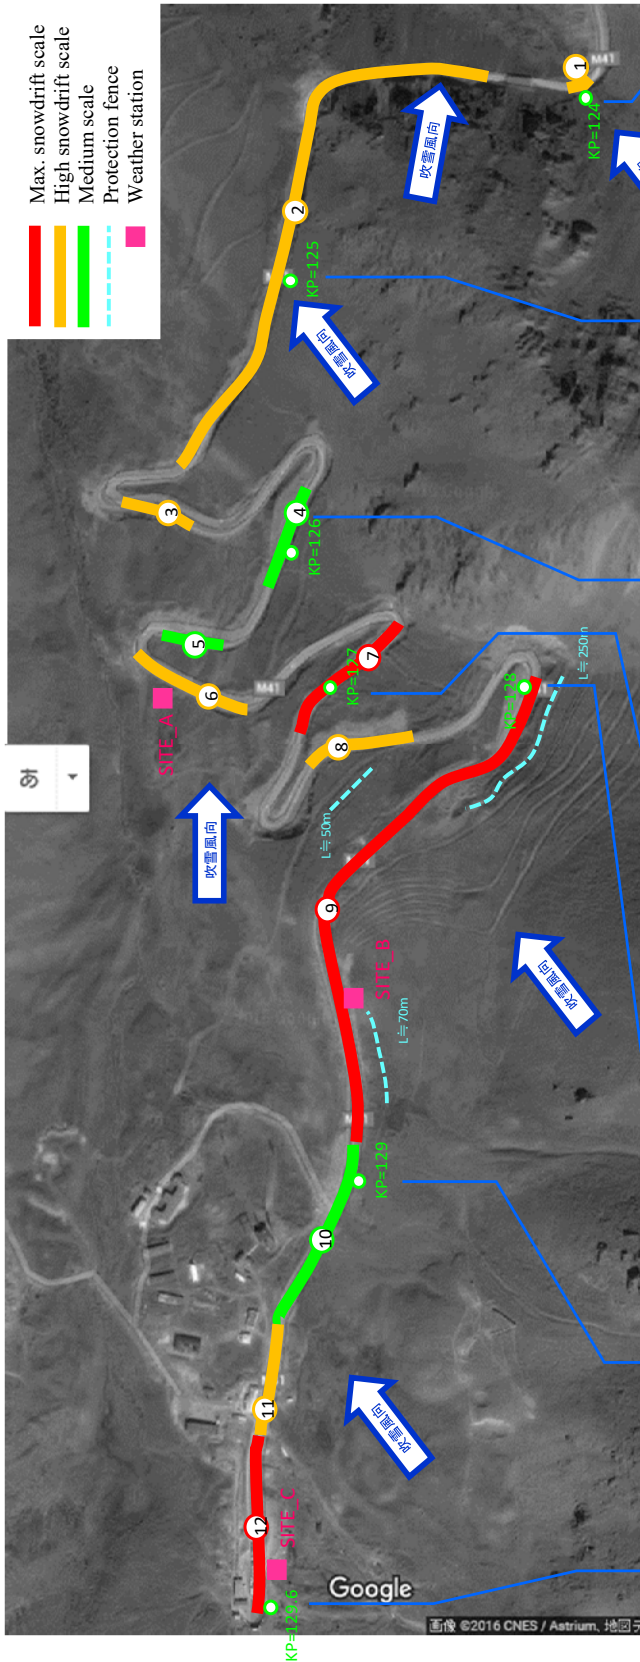 Max. snowdrift scale
High snowdrift scale
Medium scale
Protection fence
Weather station
1
M41
KP=124
吹雪風向
2
KP=125
吹雪風向
3
4
KP=126
5
6
M41
SITE_A
7
KP=127
8
KP=128
L≒250m
L≒50m
吹雪風向
9
SITE_B
L≒70m
吹雪風向
KP=129
10
11
吹雪風向
12
SITE_C
KP=129.6
Google
画像 ©2016 CNES / Astrium, 地図デ